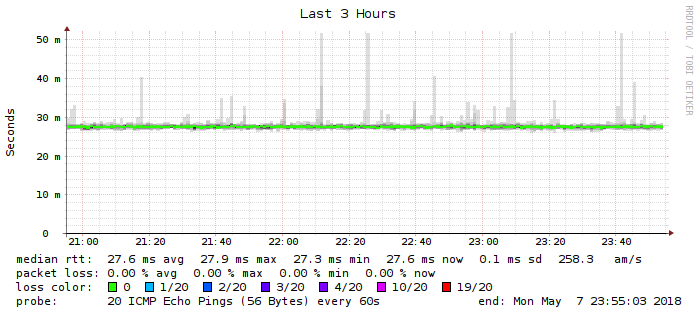 Last 3 Hours
RRDTOOL / TOBI OETIKER
Seconds
50 m
40 m
30 m
20 m
10 m
0
21:00 21:20 21:40 22:00 22:20 22:40 23:00 23:20 23:40
median rtt: 27.6 ms avg 27.9 ms max 27.3 ms min 27.6 ms now 0.1 ms sd 258.3 am/s
packet loss: 0.00 % avg 0.00 % max 0.00 % min 0.00 % now
loss color: 0 1/20 2/20 3/20 4/20 10/20 19/20
probe: 20 ICMP Echo Pings (56 Bytes) every 60s end: Mon May 7 23:55:03 2018